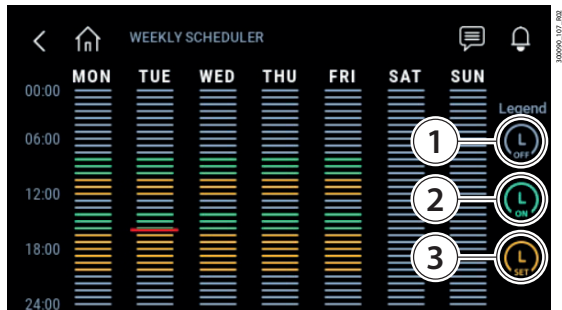 WEEKLY SCHEDULER
300090_107_R02
MON TUE WED THU FRI SAT SUN
00:00
Legend
06:00
1
L
OFF
12:00
2
L
ON
18:00
3
L
SET
24:00